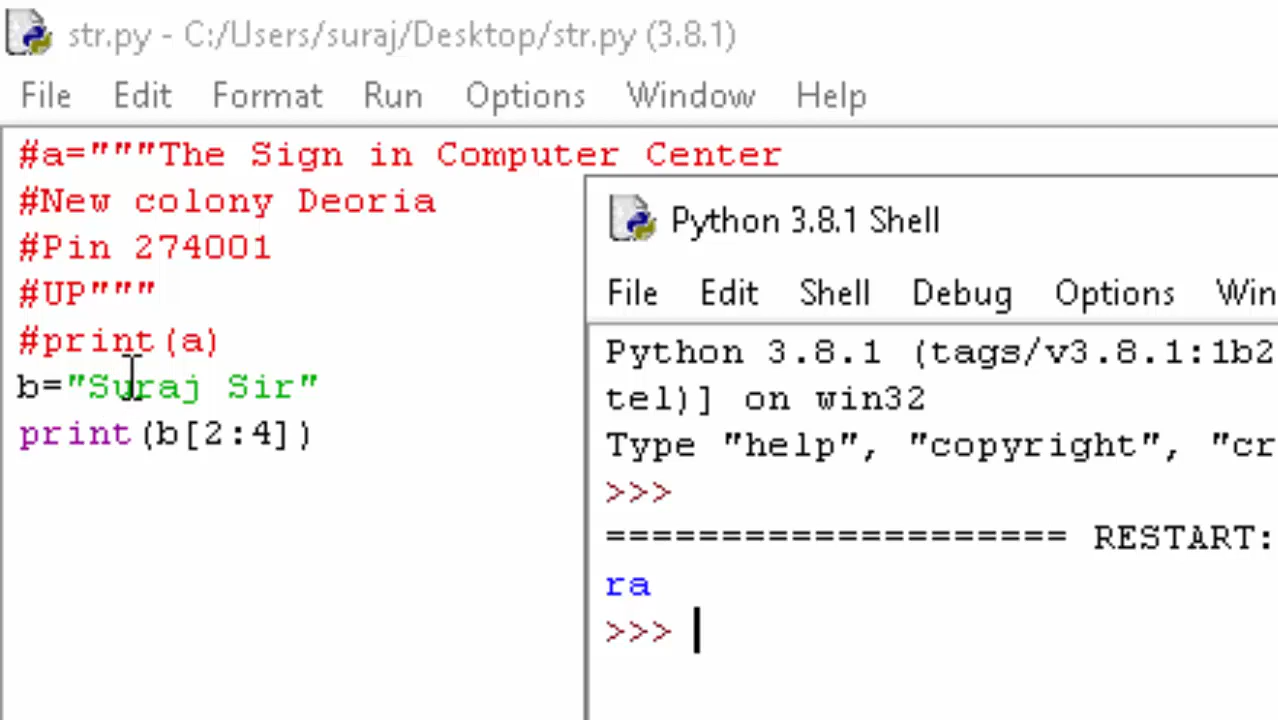 str.py - C:/Users/suraj/Desktop/str.py (3.8.1)
File Edit Format Run Options Window Help
#a="""The Sign in Computer Center
#New colony Deoria
#Pin 274001
#UP"""
#print(a)
b="Suraj Sir"
print(b[2:4])
Python 3.8.1 Shell
File Edit Shell Debug Options Win
Python 3.8.1 (tags/v3.8.1:1b2
tel)] on win32
Type "help", "copyright", "cr
>>>
==================== RESTART:
ra
>>>